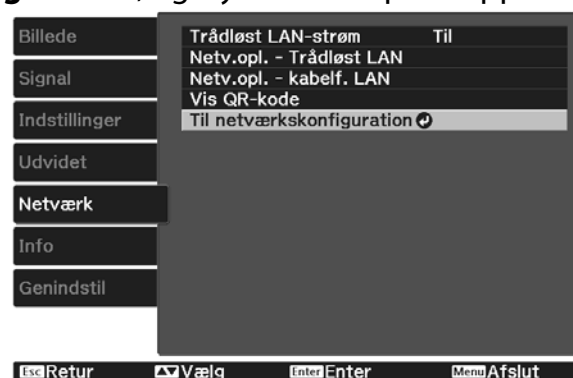 Billede
Signal
Indstillinger
Udvidet
Netværk
Info
Genindstil
Trådløst LAN-strøm Til
Netv.opl. - Trådløst LAN
Netv.opl. - kabelf. LAN
Vis QR-kode
Til netværkskonfiguration
Esc Retur Vælg Enter Enter Menu Afslut